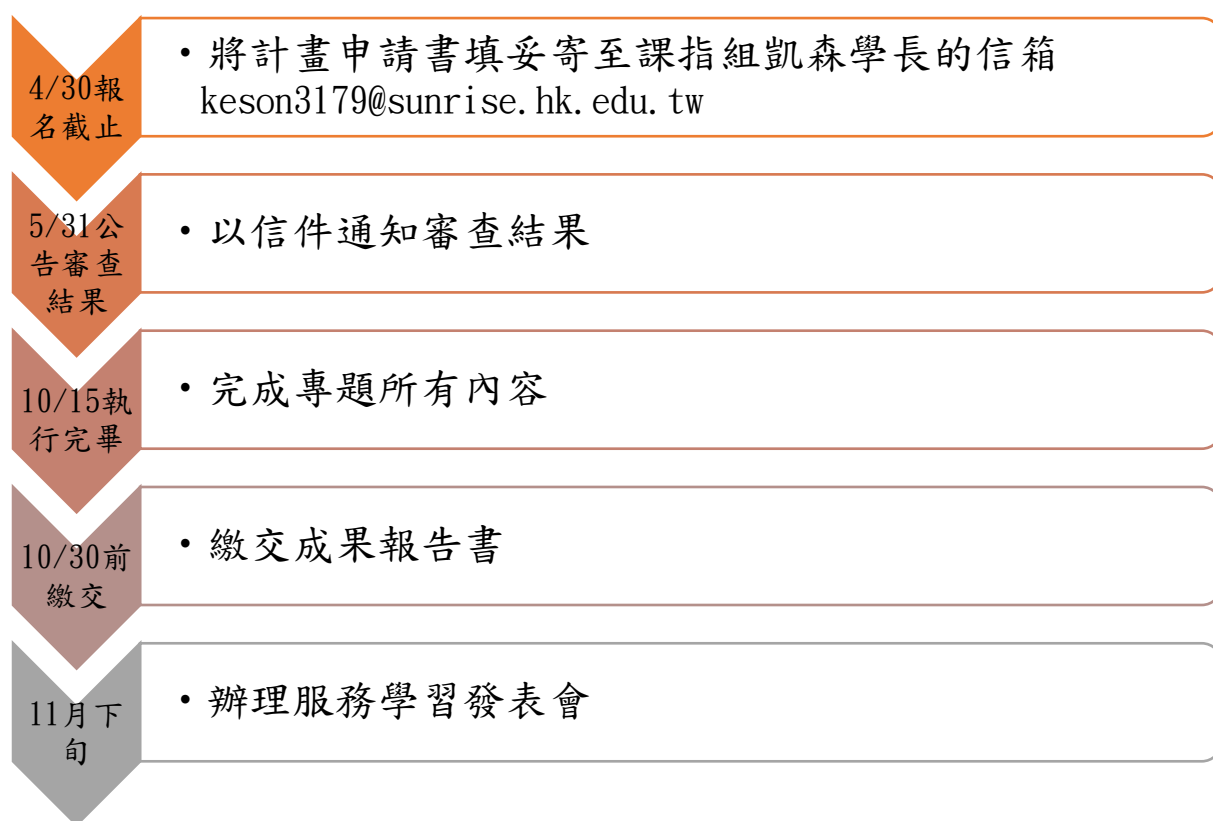 4/30報
名截止
•將計畫申請書填妥寄至課指組凱森學長的信箱
keson3179@sunrise.hk.edu.tw
5/31公
告審查
結果
•以信件通知審查結果
10/15執
行完畢
•完成專題所有內容
10/30前
繳交
•繳交成果報告書
11月下
旬
•辦理服務學習發表會